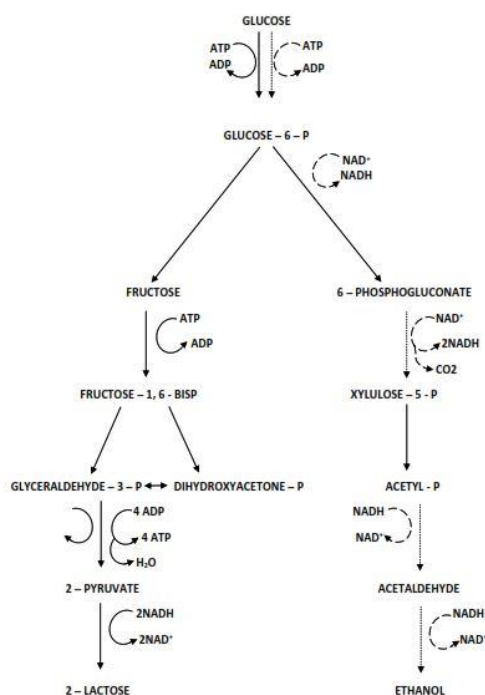 GLUCOSE
ATP ATP
ADP ADP
GLUCOSE – 6 – P
NAD⁺
NADH
FRUCTOSE 6 – PHOSPHOGLUCONATE
ATP NAD⁺
ADP 2NADH
CO2
FRUCTOSE – 1, 6 - BISP XYLULOSE – 5 - P
GLYCERALDEHYDE – 3 – P DIHYDROXYACETONE – P ACETYL - P
4 ADP NADH
4 ATP NAD⁺
H₂O
2 – PYRUVATE ACETALDEHYDE
2NADH NADH
2NAD⁺ NAD⁺
2 – LACTOSE ETHANOL